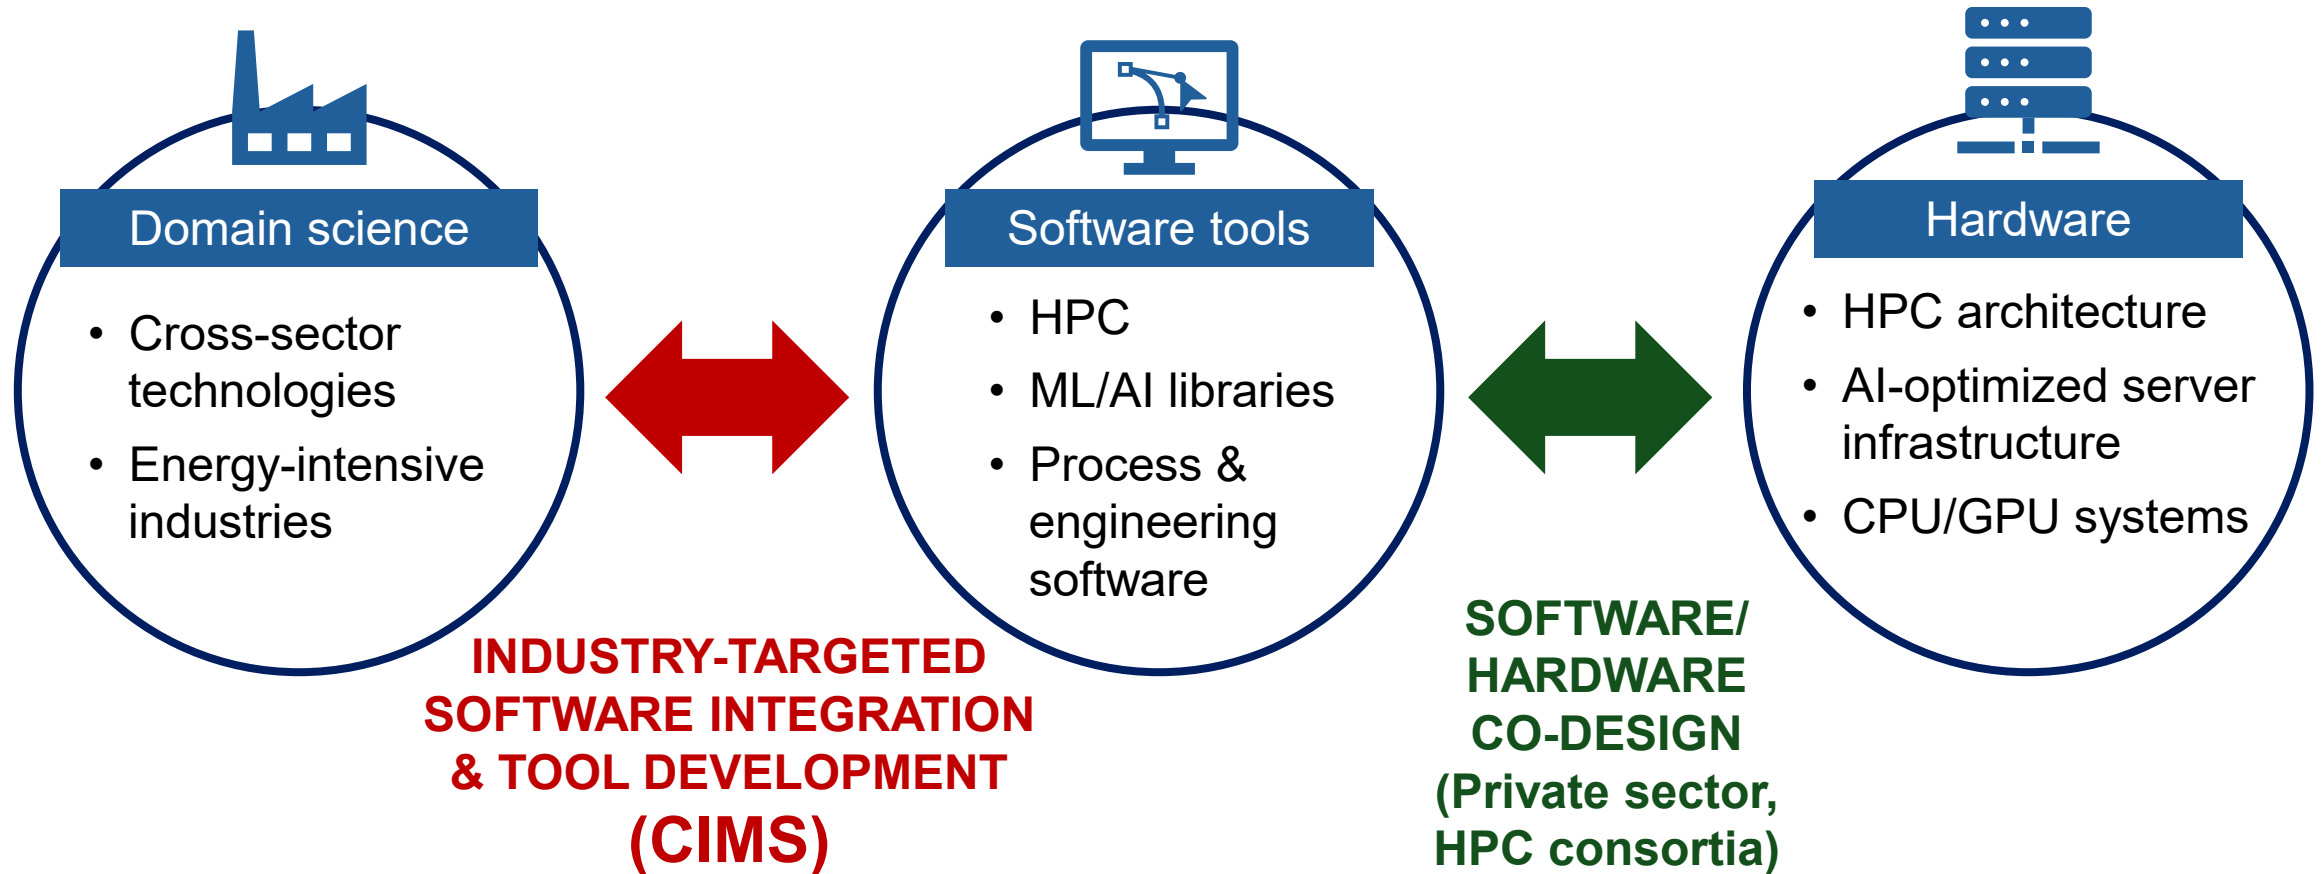 Domain science
• Cross-sector
technologies
• Energy-intensive
industries
INDUSTRY-TARGETED
SOFTWARE INTEGRATION
& TOOL DEVELOPMENT
(CIMS)
Software tools
• HPC
• ML/AI libraries
• Process &
engineering
software
SOFTWARE/
HARDWARE
CO-DESIGN
(Private sector,
HPC consortia)
Hardware
• HPC architecture
• AI-optimized server
infrastructure
• CPU/GPU systems